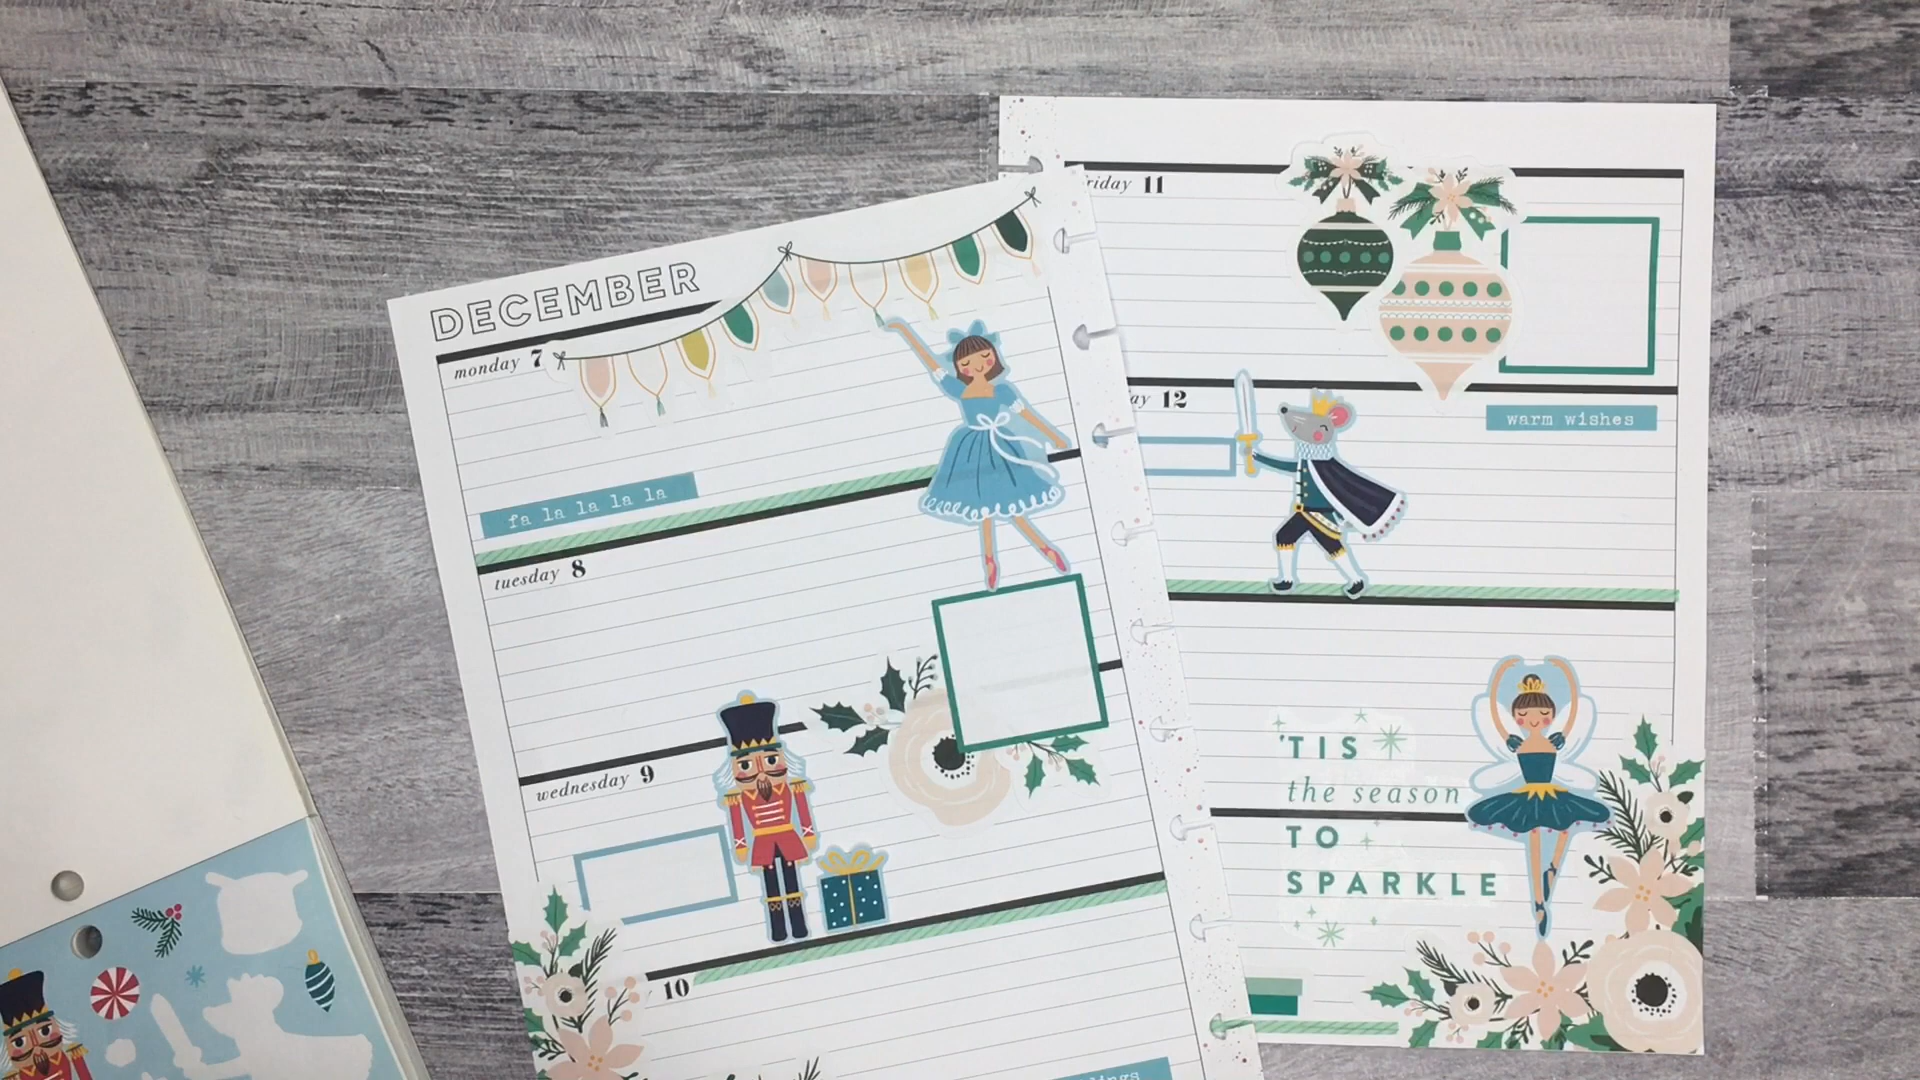 DECEMBER
monday 7
fa la la la la
tuesday 8
wednesday 9
10
11
12
warm wishes
'TIS
the season
TO
SPARKLE